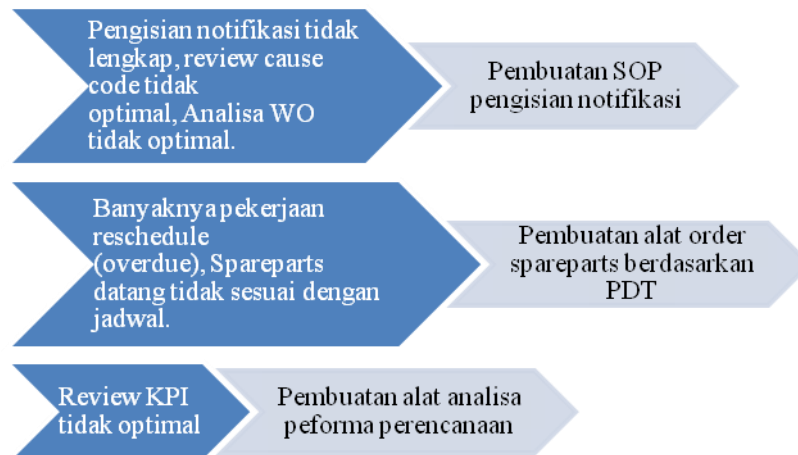 Pengisian notifikasi tidak
lengkap, review cause
code tidak
optimal, Analisa WO
tidak optimal.
Pembuatan SOP
pengisian notifikasi
Banyaknya pekerjaan
reschedule
(overdue), Spareparts
datang tidak sesuai dengan
jadwal.
Pembuatan alat order
spareparts berdasarkan
PDT
Review KPI
tidak optimal
Pembuatan alat analisa
peforma perencanaan